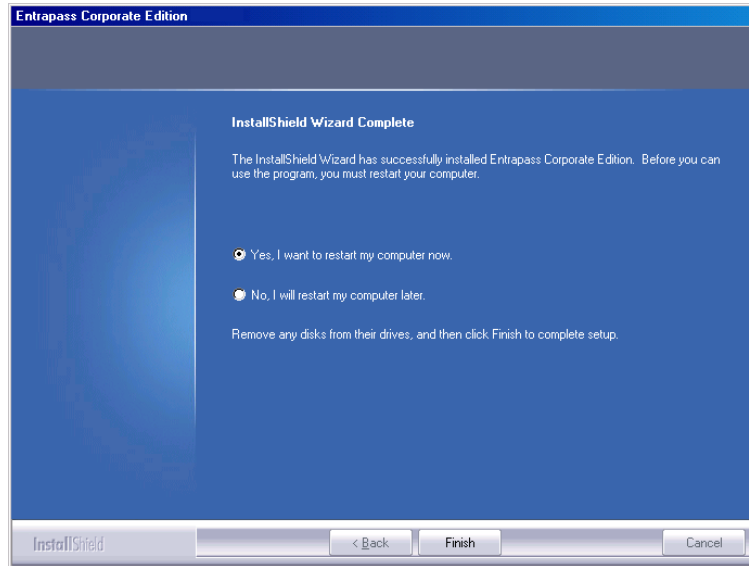 Entrapass Corporate Edition
InstallShield Wizard Complete
The InstallShield Wizard has successfully installed Entrapass Corporate Edition. Before you can
use the program, you must restart your computer.
Yes, I want to restart my computer now.
No, I will restart my computer later.
Remove any disks from their drives, and then click Finish to complete setup.
InstallShield
< Back
Finish
Cancel